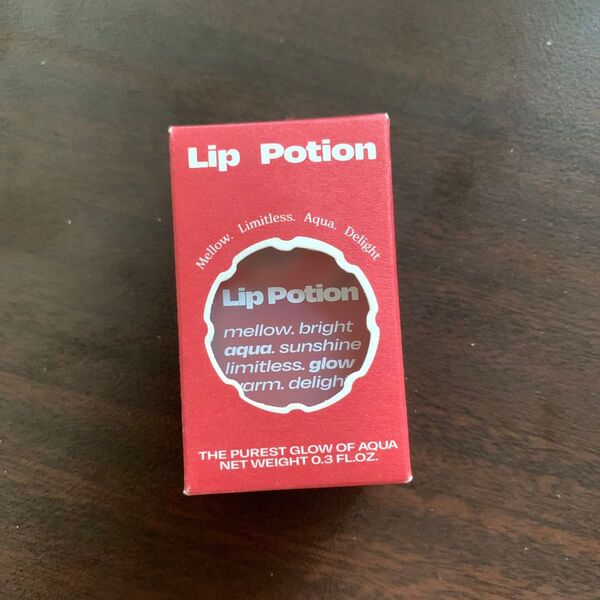 Lip Potion
Mellow. Limitless. Aqua. Delight
Lip Potion
mellow. bright
aqua. sunshine
limitless. glow
delight
THE PUREST GLOW OF AQUA
NET WEIGHT 0.3 FL.OZ.